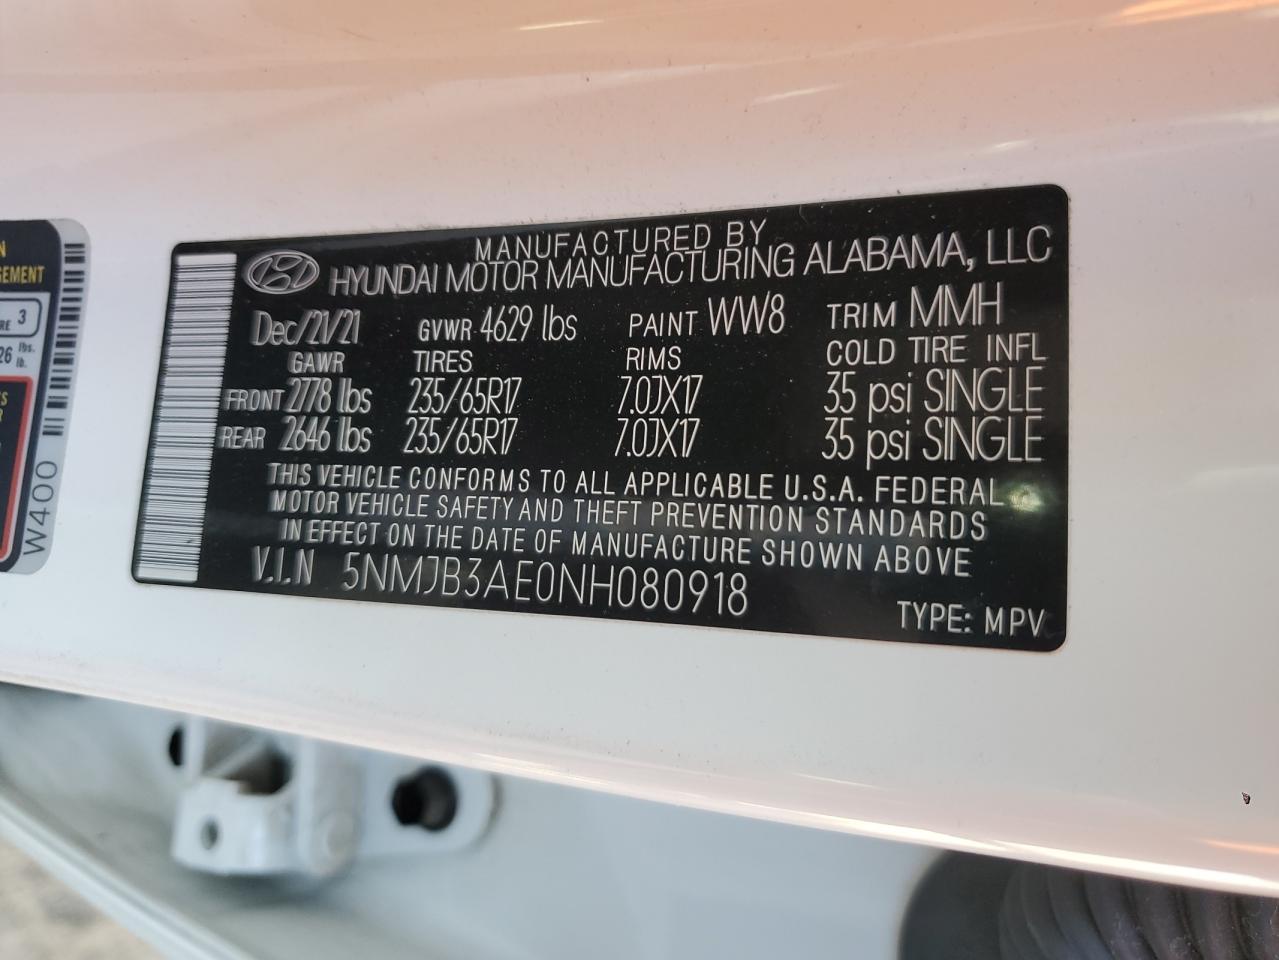 MANUFACTURED BY
HYUNDAI MOTOR MANUFACTURING ALABAMA, LLC
Dec/21/21 GVWR 4629 lbs PAINT WW8 TRIM MMH
GAWR TIRES RIMS COLD TIRE INFL
FRONT 2778 lbs 235/65R17 7.0JX17 35 psi SINGLE
REAR 2646 lbs 235/65R17 7.0JX17 35 psi SINGLE
THIS VEHICLE CONFORMS TO ALL APPLICABLE U.S.A. FEDERAL
MOTOR VEHICLE SAFETY AND THEFT PREVENTION STANDARDS
IN EFFECT ON THE DATE OF MANUFACTURE SHOWN ABOVE
V.I.N 5NMJB3AE0NH080918
TYPE: MPV
3
lbs.
lb.
W400